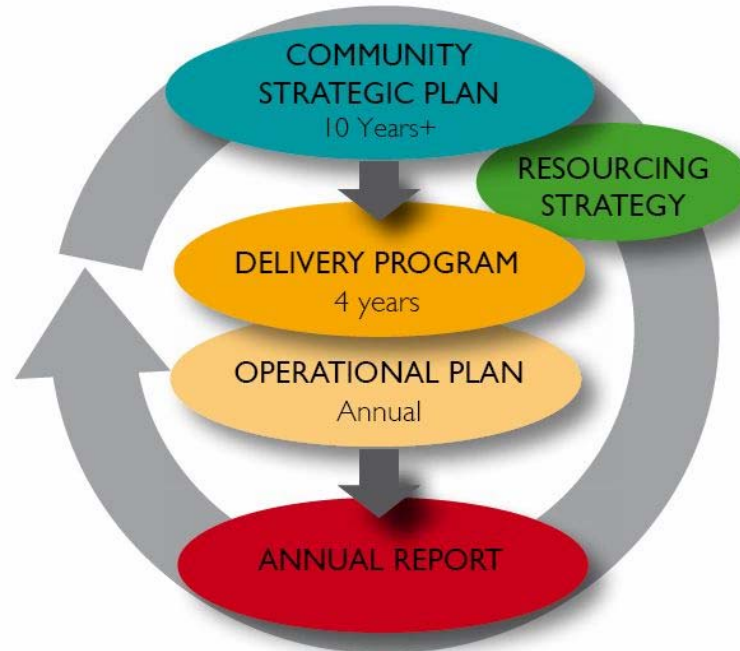 COMMUNITY
STRATEGIC PLAN
10 Years+
RESOURCING
STRATEGY
DELIVERY PROGRAM
4 years
OPERATIONAL PLAN
Annual
ANNUAL REPORT